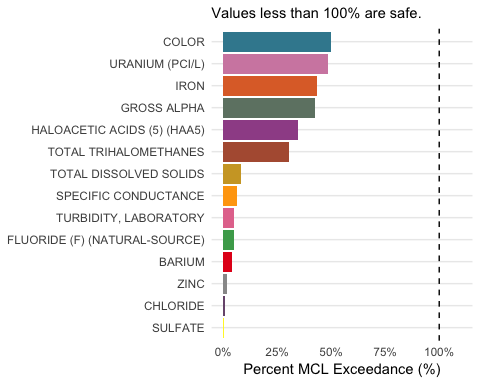 Values less than 100% are safe.
COLOR
URANIUM (PCI/L)
IRON
GROSS ALPHA
HALOACETIC ACIDS (5) (HAA5)
TOTAL TRIHALOMETHANES
TOTAL DISSOLVED SOLIDS
SPECIFIC CONDUCTANCE
TURBIDITY, LABORATORY
FLUORIDE (F) (NATURAL-SOURCE)
BARIUM
ZINC
CHLORIDE
SULFATE
0% 25% 50% 75% 100%
Percent MCL Exceedance (%)